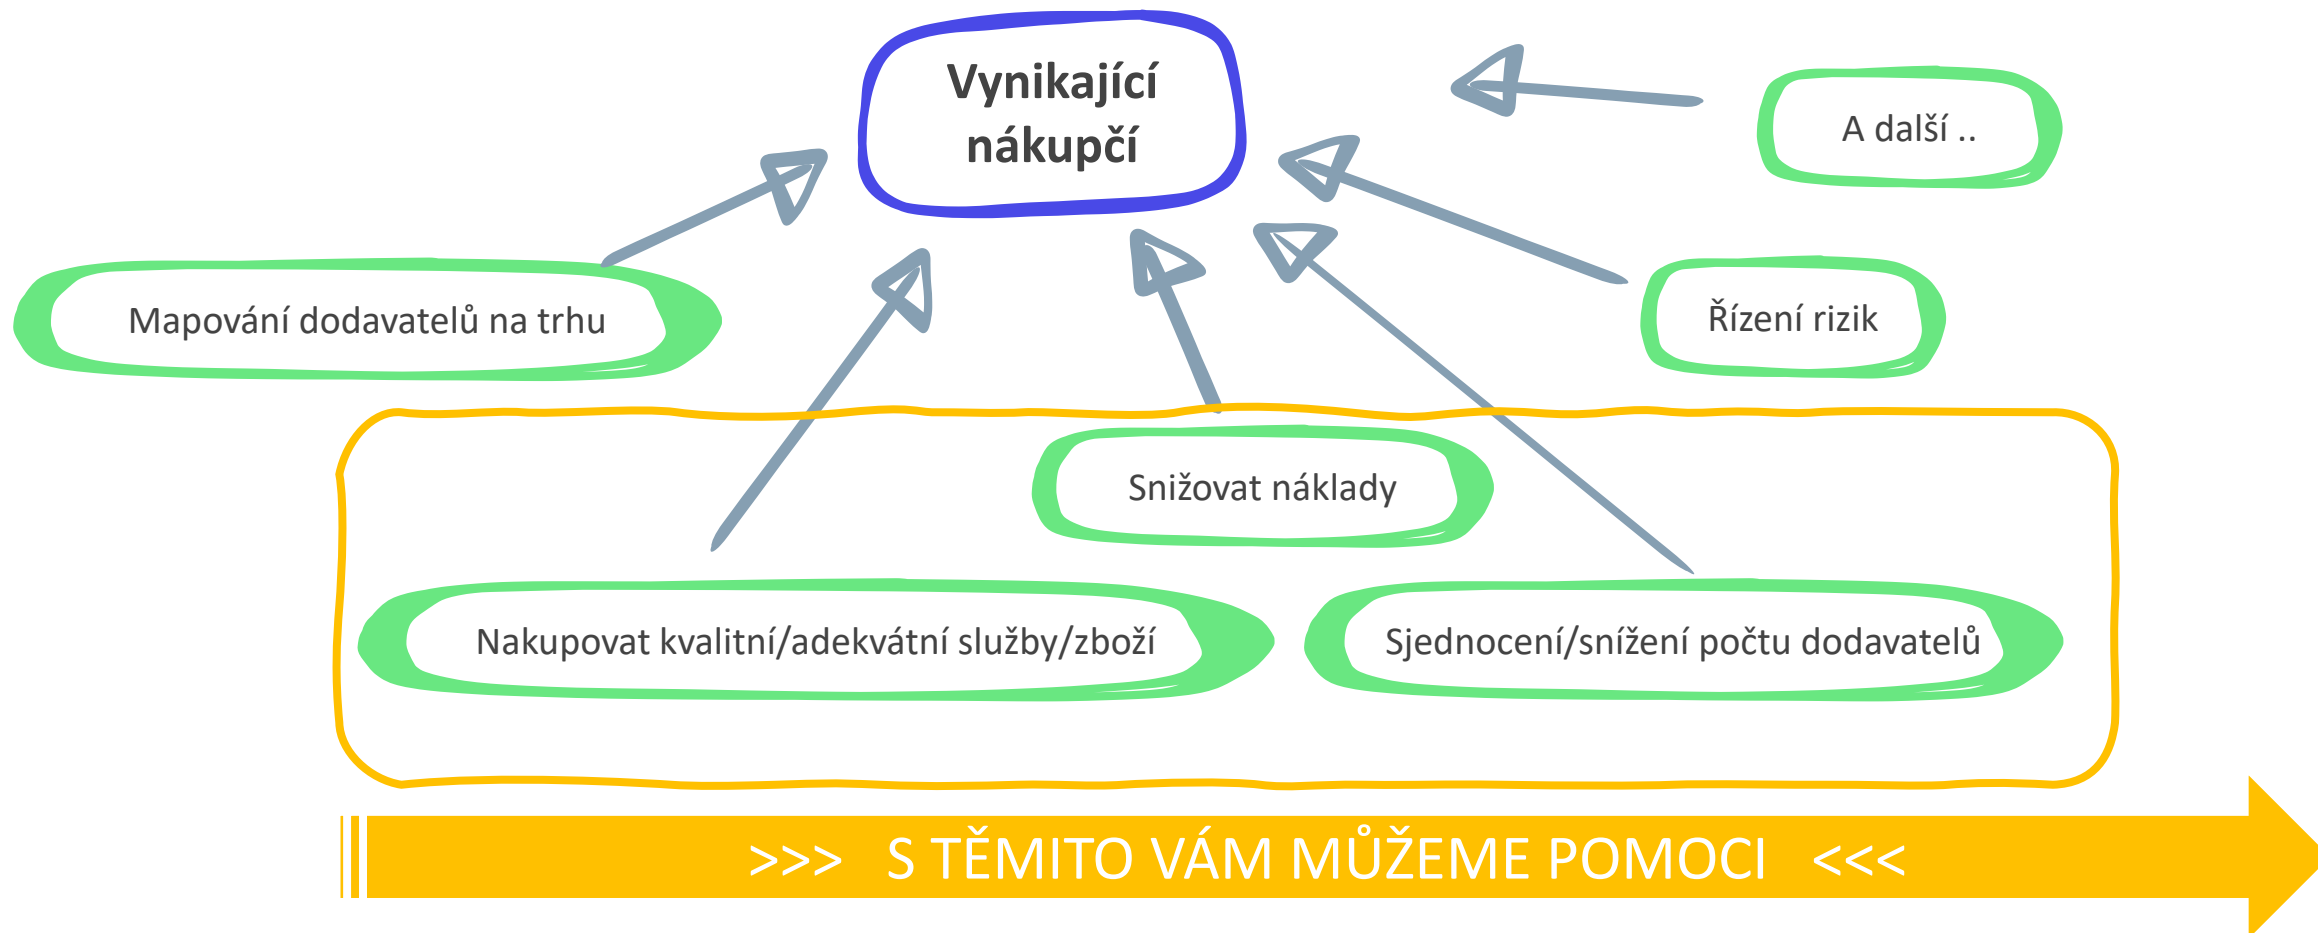 Vynikající
nákupčí
A další ..
Mapování dodavatelů na trhu
Řízení rizik
Snižovat náklady
Nakupovat kvalitní/adekvátní služby/zboží
Sjednocení/snížení počtu dodavatelů
>>> S TĚMITO VÁM MŮŽEME POMOCI <<<